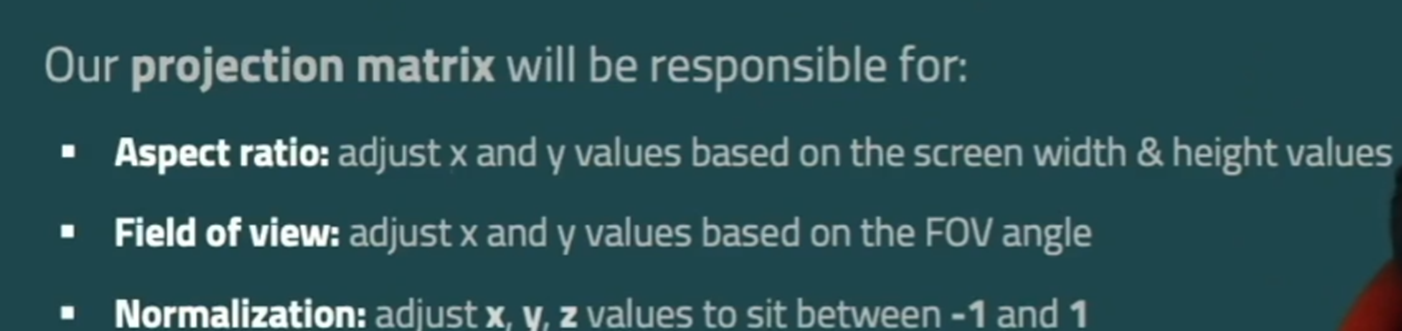 Our projection matrix will be responsible for:
▪ Aspect ratio: adjust x and y values based on the screen width & height values
▪ Field of view: adjust x and y values based on the FOV angle
▪ Normalization: adjust x, y, z values to sit between -1 and 1